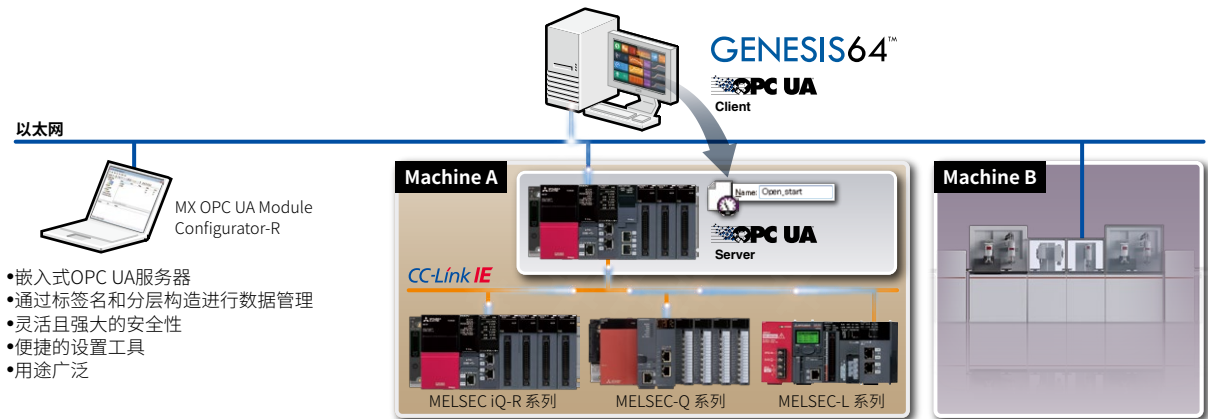 GENESIS64™
OPC UA
Client
以太网
MX OPC UA Module
Configurator-R
•嵌入式OPC UA服务器
•通过标签名和分层构造进行数据管理
•灵活且强大的安全性
•便捷的设置工具
•用途广泛
Machine A
Name: Open_start
OPC UA
Server
CC-Link IE
MELSEC iQ-R 系列
MELSEC-Q 系列
MELSEC-L 系列
Machine B